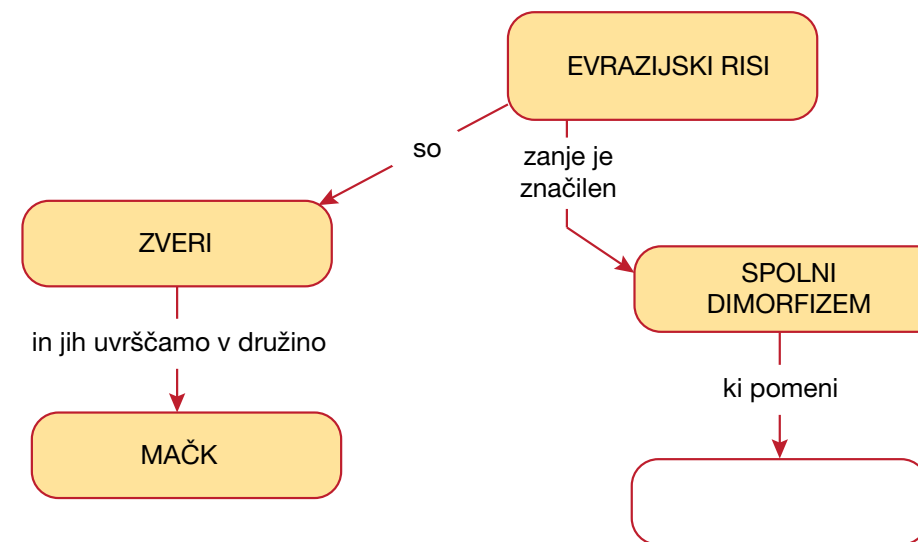 EVRAZIJSKI RISI
so
zanje je
značilen
ZVERI
SPOLNI
DIMORFIZEM
in jih uvrščamo v družino
ki pomeni
MAČK